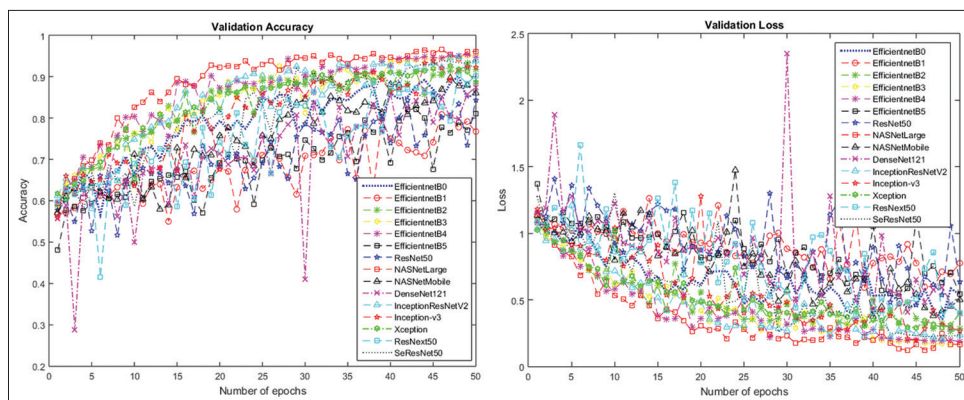 Validation Accuracy
1
0.9
0.8
0.7
0.6
0.5
0.4
0.3
0.2
Accuracy
0 5 10 15 20 25 30 35 40 45 50
Number of epochs
EfficientnetB0
EfficientnetB1
EfficientnetB2
EfficientnetB3
EfficientnetB4
EfficientnetB5
ResNet50
NASNetLarge
NASNetMobile
DenseNet121
InceptionResNetV2
Inception-v3
Xception
ResNext50
SeResNet50
Validation Loss
2.5
2
1.5
1
0.5
0
Loss
0 5 10 15 20 25 30 35 40 45 50
Number of epochs
EfficientnetB0
EfficientnetB1
EfficientnetB2
EfficientnetB3
EfficientnetB4
EfficientnetB5
ResNet50
NASNetLarge
NASNetMobile
DenseNet121
InceptionResNetV2
Inception-v3
Xception
ResNext50
SeResNet50